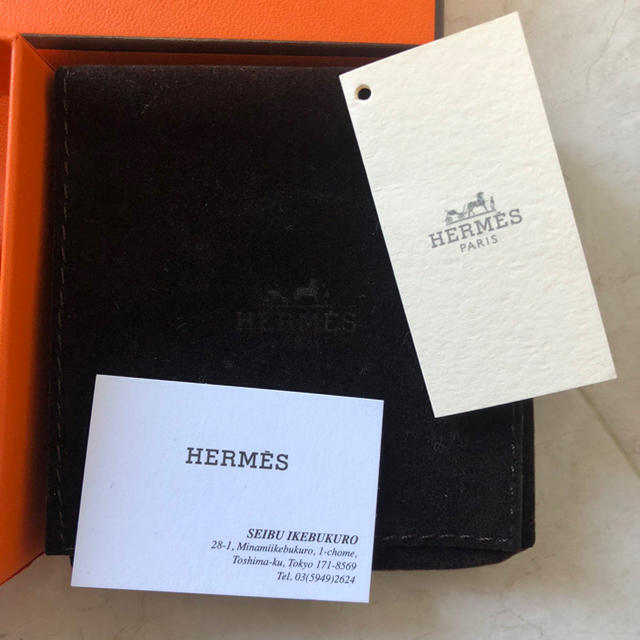 HERMÈS
PARIS
HERMÈS
PARIS
HERMÈS
SEIBU IKEBUKURO
28-1, Minamiikebukuro, 1-chome,
Toshima-ku, Tokyo 171-8569
Tel. 03(5949)2624